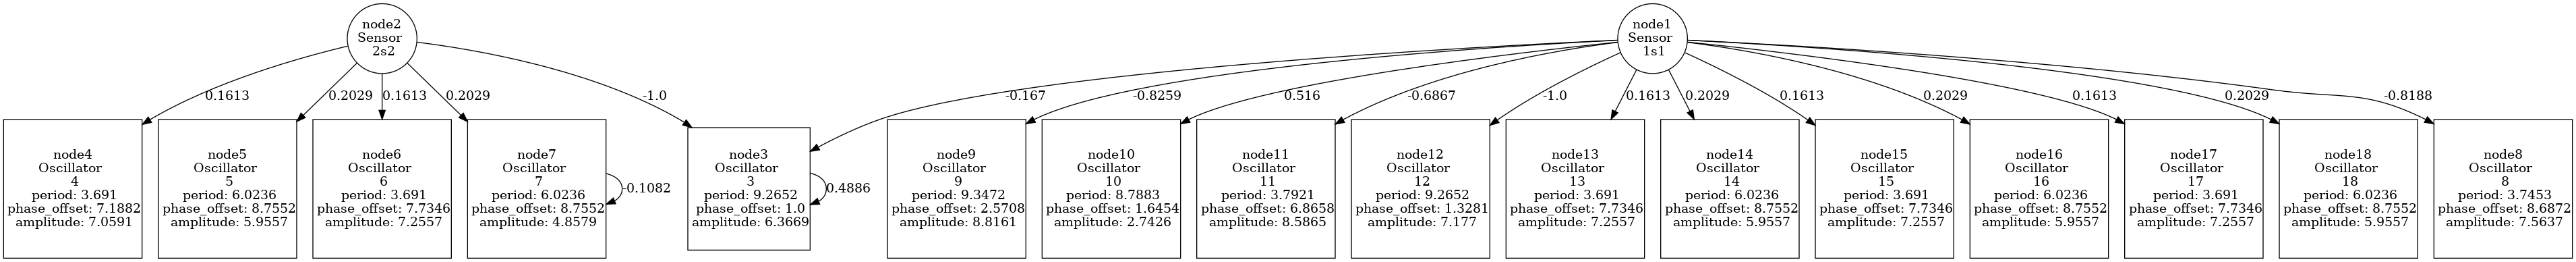 node2
Sensor
2s2
node1
Sensor
1s1
0.1613
0.2029
0.1613
0.2029
-1.0
-0.167
-0.8259
0.516
-0.6867
-1.0
0.1613
0.2029
0.1613
0.2029
0.1613
0.2029
-0.8188
node4
Oscillator
4
period: 3.691
phase_offset: 7.1882
amplitude: 7.0591
node5
Oscillator
5
period: 6.0236
phase_offset: 8.7552
amplitude: 5.9557
node6
Oscillator
6
period: 3.691
phase_offset: 7.7346
amplitude: 7.2557
node7
Oscillator
7
period: 6.0236
phase_offset: 8.7552
amplitude: 4.8579
-0.1082
node3
Oscillator
3
period: 9.2652
phase_offset: 1.0
amplitude: 6.3669
0.4886
node9
Oscillator
9
period: 9.3472
phase_offset: 2.5708
amplitude: 8.8161
node10
Oscillator
10
period: 8.7883
phase_offset: 1.6454
amplitude: 2.7426
node11
Oscillator
11
period: 3.7921
phase_offset: 6.8658
amplitude: 8.5865
node12
Oscillator
12
period: 9.2652
phase_offset: 1.3281
amplitude: 7.177
node13
Oscillator
13
period: 3.691
phase_offset: 7.7346
amplitude: 7.2557
node14
Oscillator
14
period: 6.0236
phase_offset: 8.7552
amplitude: 5.9557
node15
Oscillator
15
period: 3.691
phase_offset: 7.7346
amplitude: 7.2557
node16
Oscillator
16
period: 6.0236
phase_offset: 8.7552
amplitude: 5.9557
node17
Oscillator
17
period: 3.691
phase_offset: 7.7346
amplitude: 7.2557
node18
Oscillator
18
period: 6.0236
phase_offset: 8.7552
amplitude: 5.9557
node8
Oscillator
8
period: 3.7453
phase_offset: 8.6872
amplitude: 7.5637